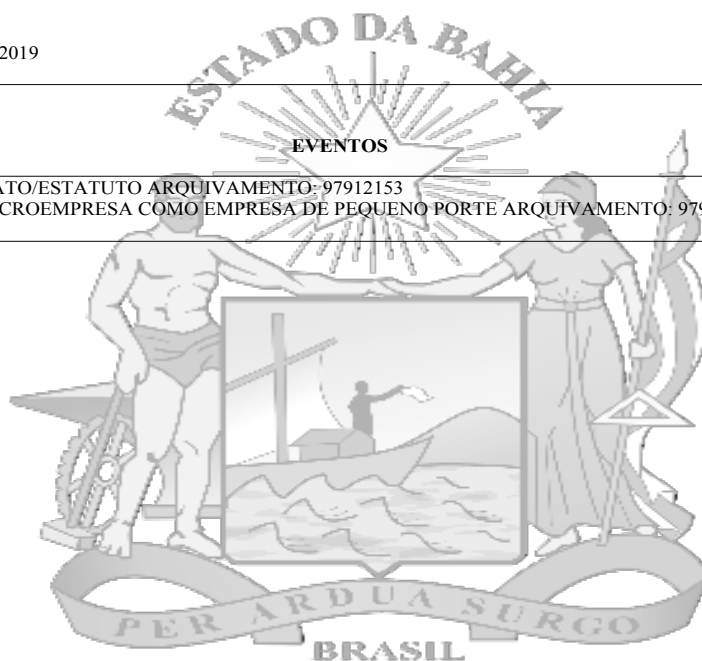 2019
ESTADO DA BAHIA
EVENTOS
ATO/ESTATUTO ARQUIVAMENTO: 97912153
CROEMPRESA COMO EMPRESA DE PEQUENO PORTE ARQUIVAMENTO: 979
PER ARDUA SURGO
BRASIL